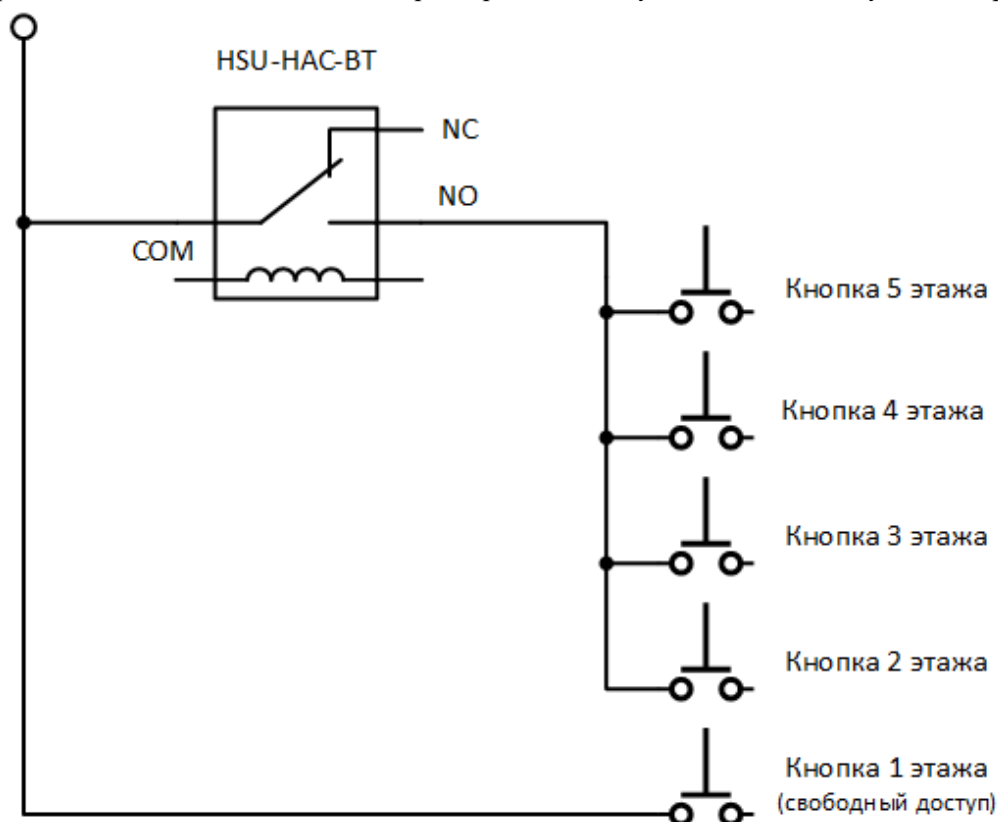 HSU-HAC-BT
NC
NO
COM
Кнопка 5 этажа
Кнопка 4 этажа
Кнопка 3 этажа
Кнопка 2 этажа
Кнопка 1 этажа
(свободный доступ)